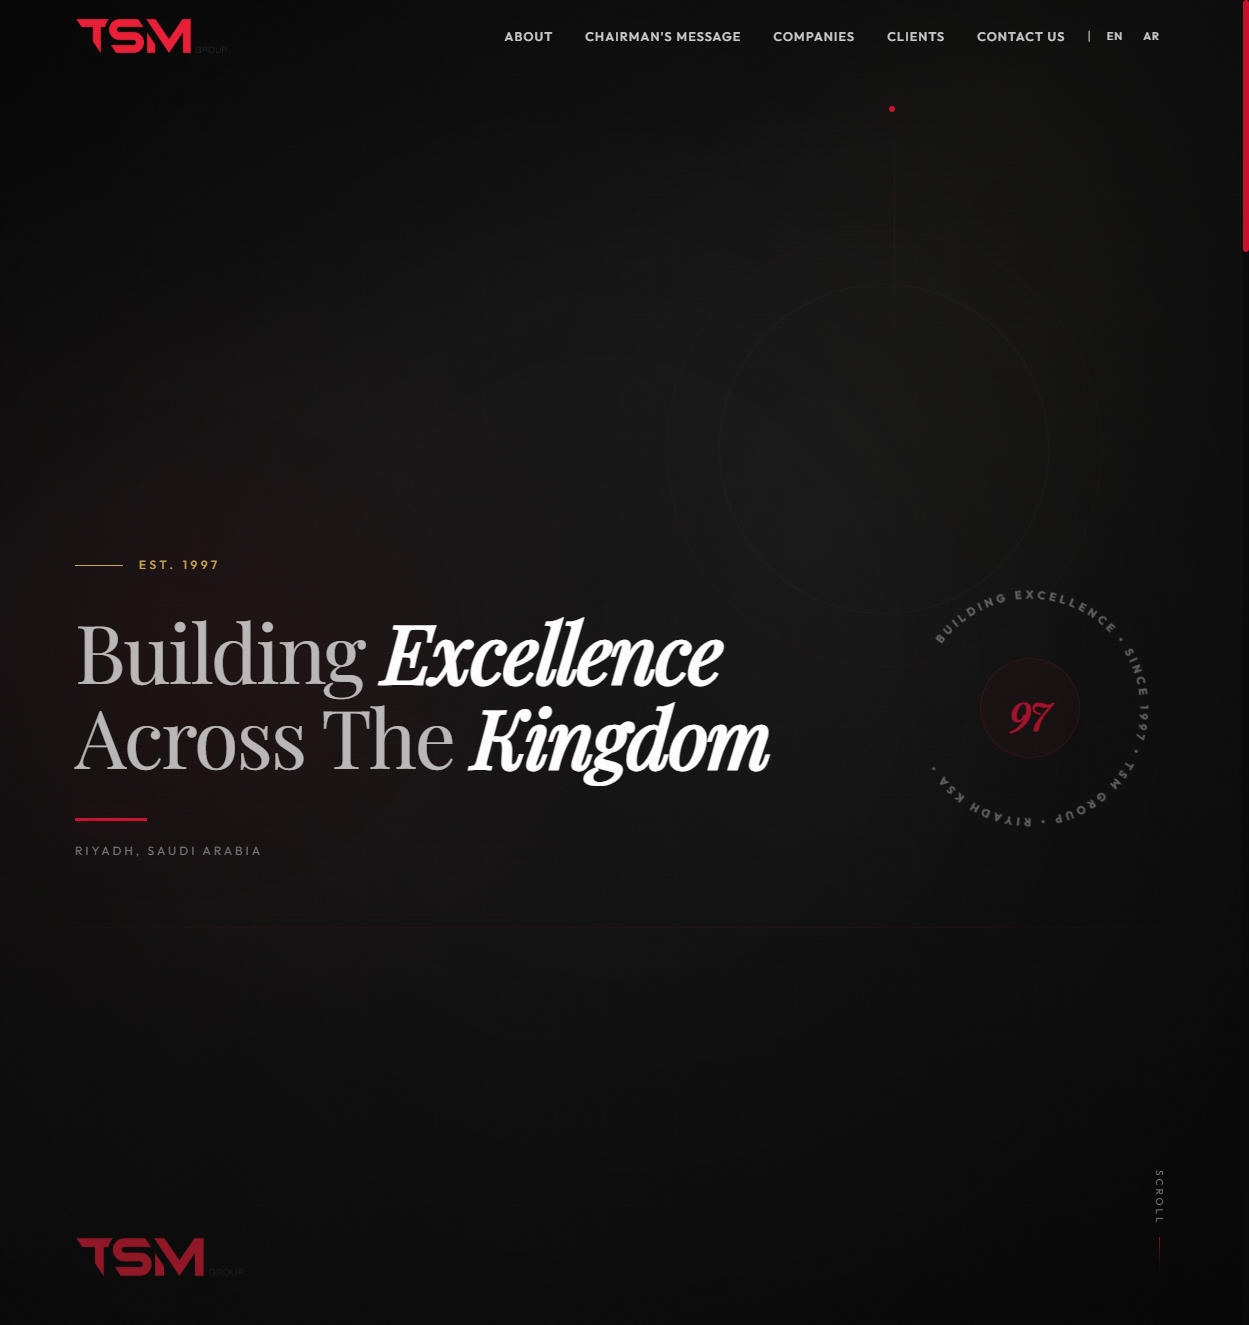 TSM GROUP
ABOUT
CHAIRMAN'S MESSAGE
COMPANIES
CLIENTS
CONTACT US
|
EN
AR
EST. 1997
Building Excellence
Across The Kingdom
RIYADH, SAUDI ARABIA
BUILDING EXCELLENCE • SINCE 1997 • TSM GROUP • RIYADH KSA •
97
SCROLL
TSM GROUP